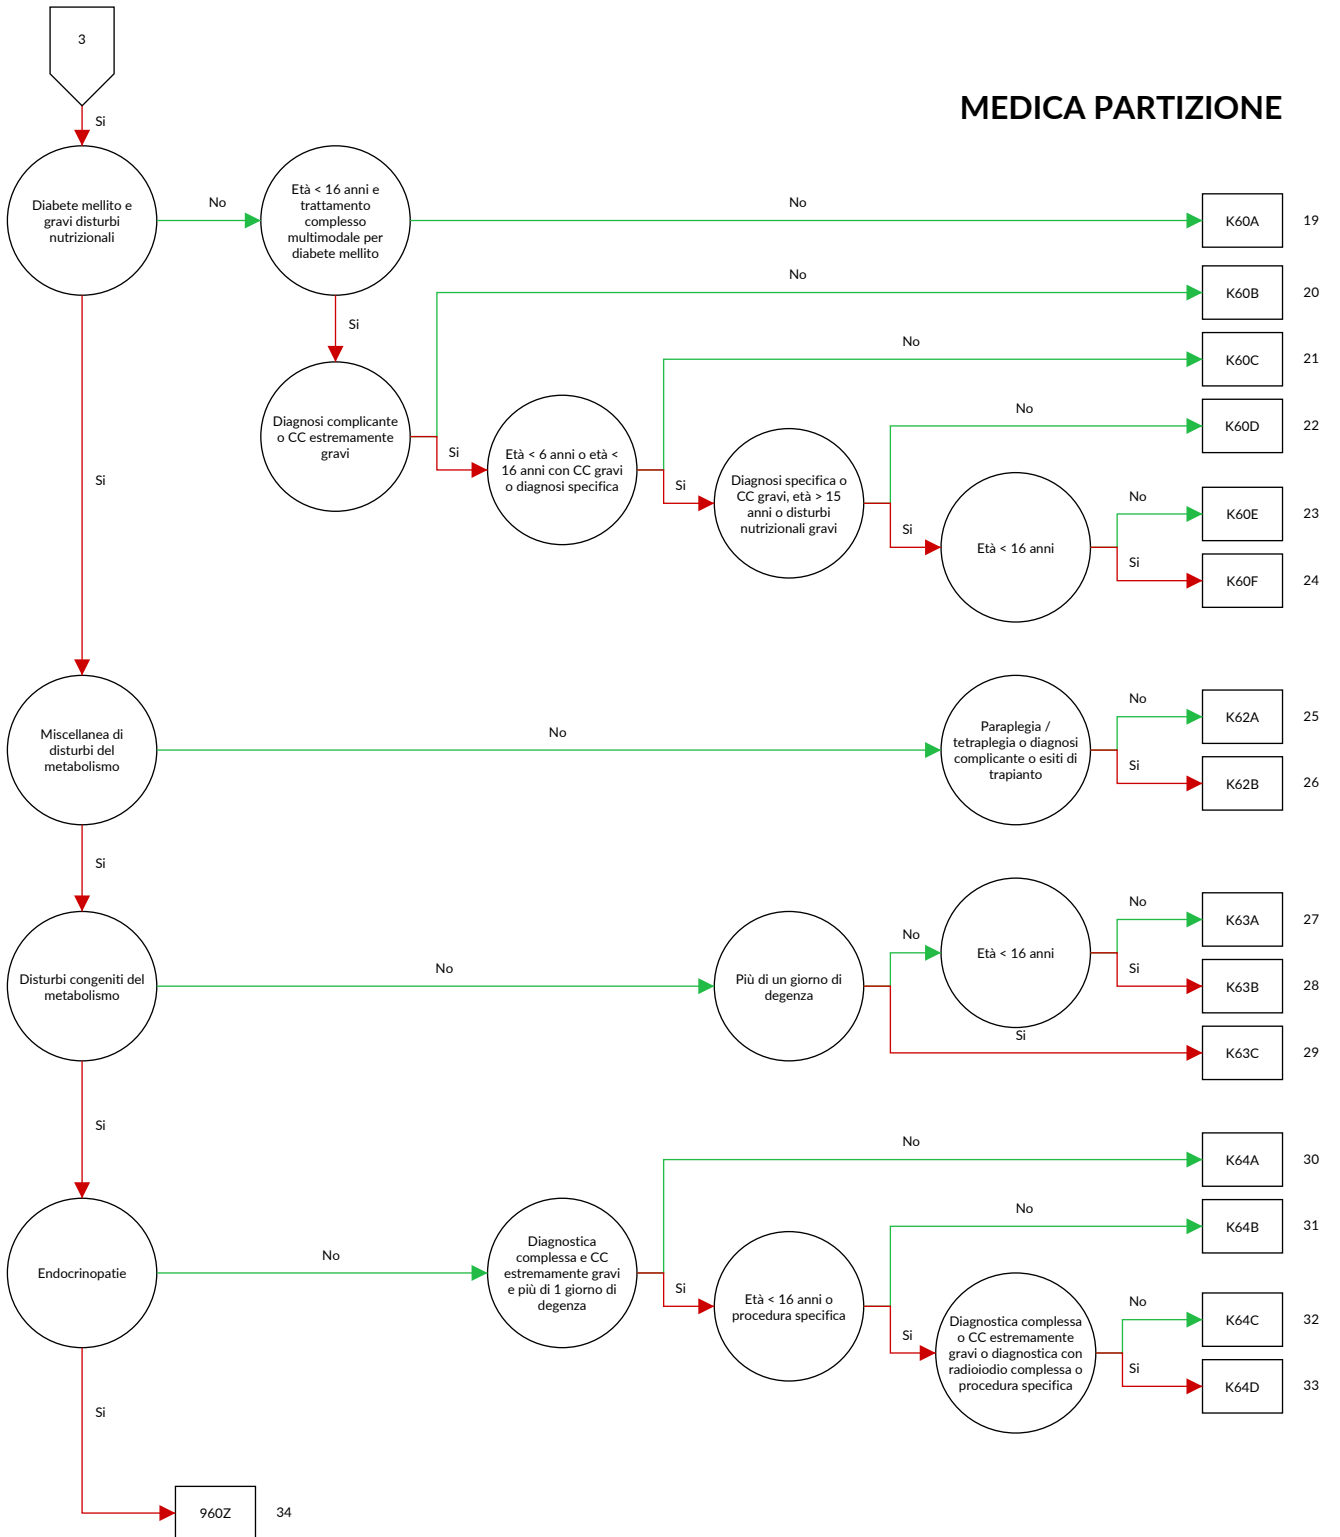 3
MEDICA PARTIZIONE
Si
Diabete mellito e
gravi disturbi
nutrizionali
No
Età < 16 anni e
trattamento
complesso
multimodale per
diabete mellito
No
K60A
19
No
K60B
20
Si
No
K60C
21
Diagnosi complicante
o CC estremamente
gravi
Si
Età < 6 anni o età <
16 anni con CC gravi
o diagnosi specifica
No
K60D
22
Si
Si
Diagnosi specifica o
CC gravi, età > 15
anni o disturbi
nutrizionali gravi
Si
Età < 16 anni
No
K60E
23
Si
K60F
24
Miscellanea di
disturbi del
metabolismo
No
Paraplegia /
tetraplegia o diagnosi
complicante o esiti di
trapianto
No
K62A
25
Si
K62B
26
Si
Disturbi congeniti del
metabolismo
No
Più di un giorno di
degenza
No
Età < 16 anni
No
K63A
27
Si
K63B
28
Si
K63C
29
Si
Endocrinopatie
No
Diagnostica
complessa e CC
estremamente gravi
e più di 1 giorno di
degenza
No
K64A
30
Si
Età < 16 anni o
procedura specifica
No
K64B
31
Si
Diagnostica complessa
o CC estremamente
gravi o diagnostica con
radioiodio complessa o
procedura specifica
No
K64C
32
Si
K64D
33
Si
960Z
34